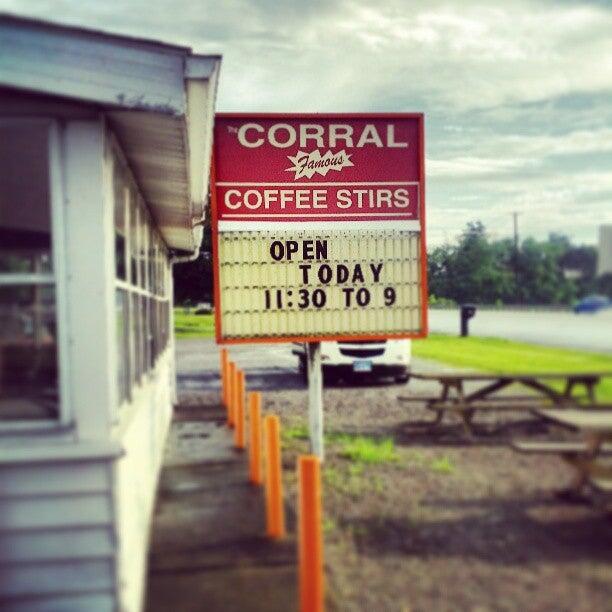 The CORRAL
Famous
COFFEE STIRS
OPEN
TODAY
11:30 TO 9